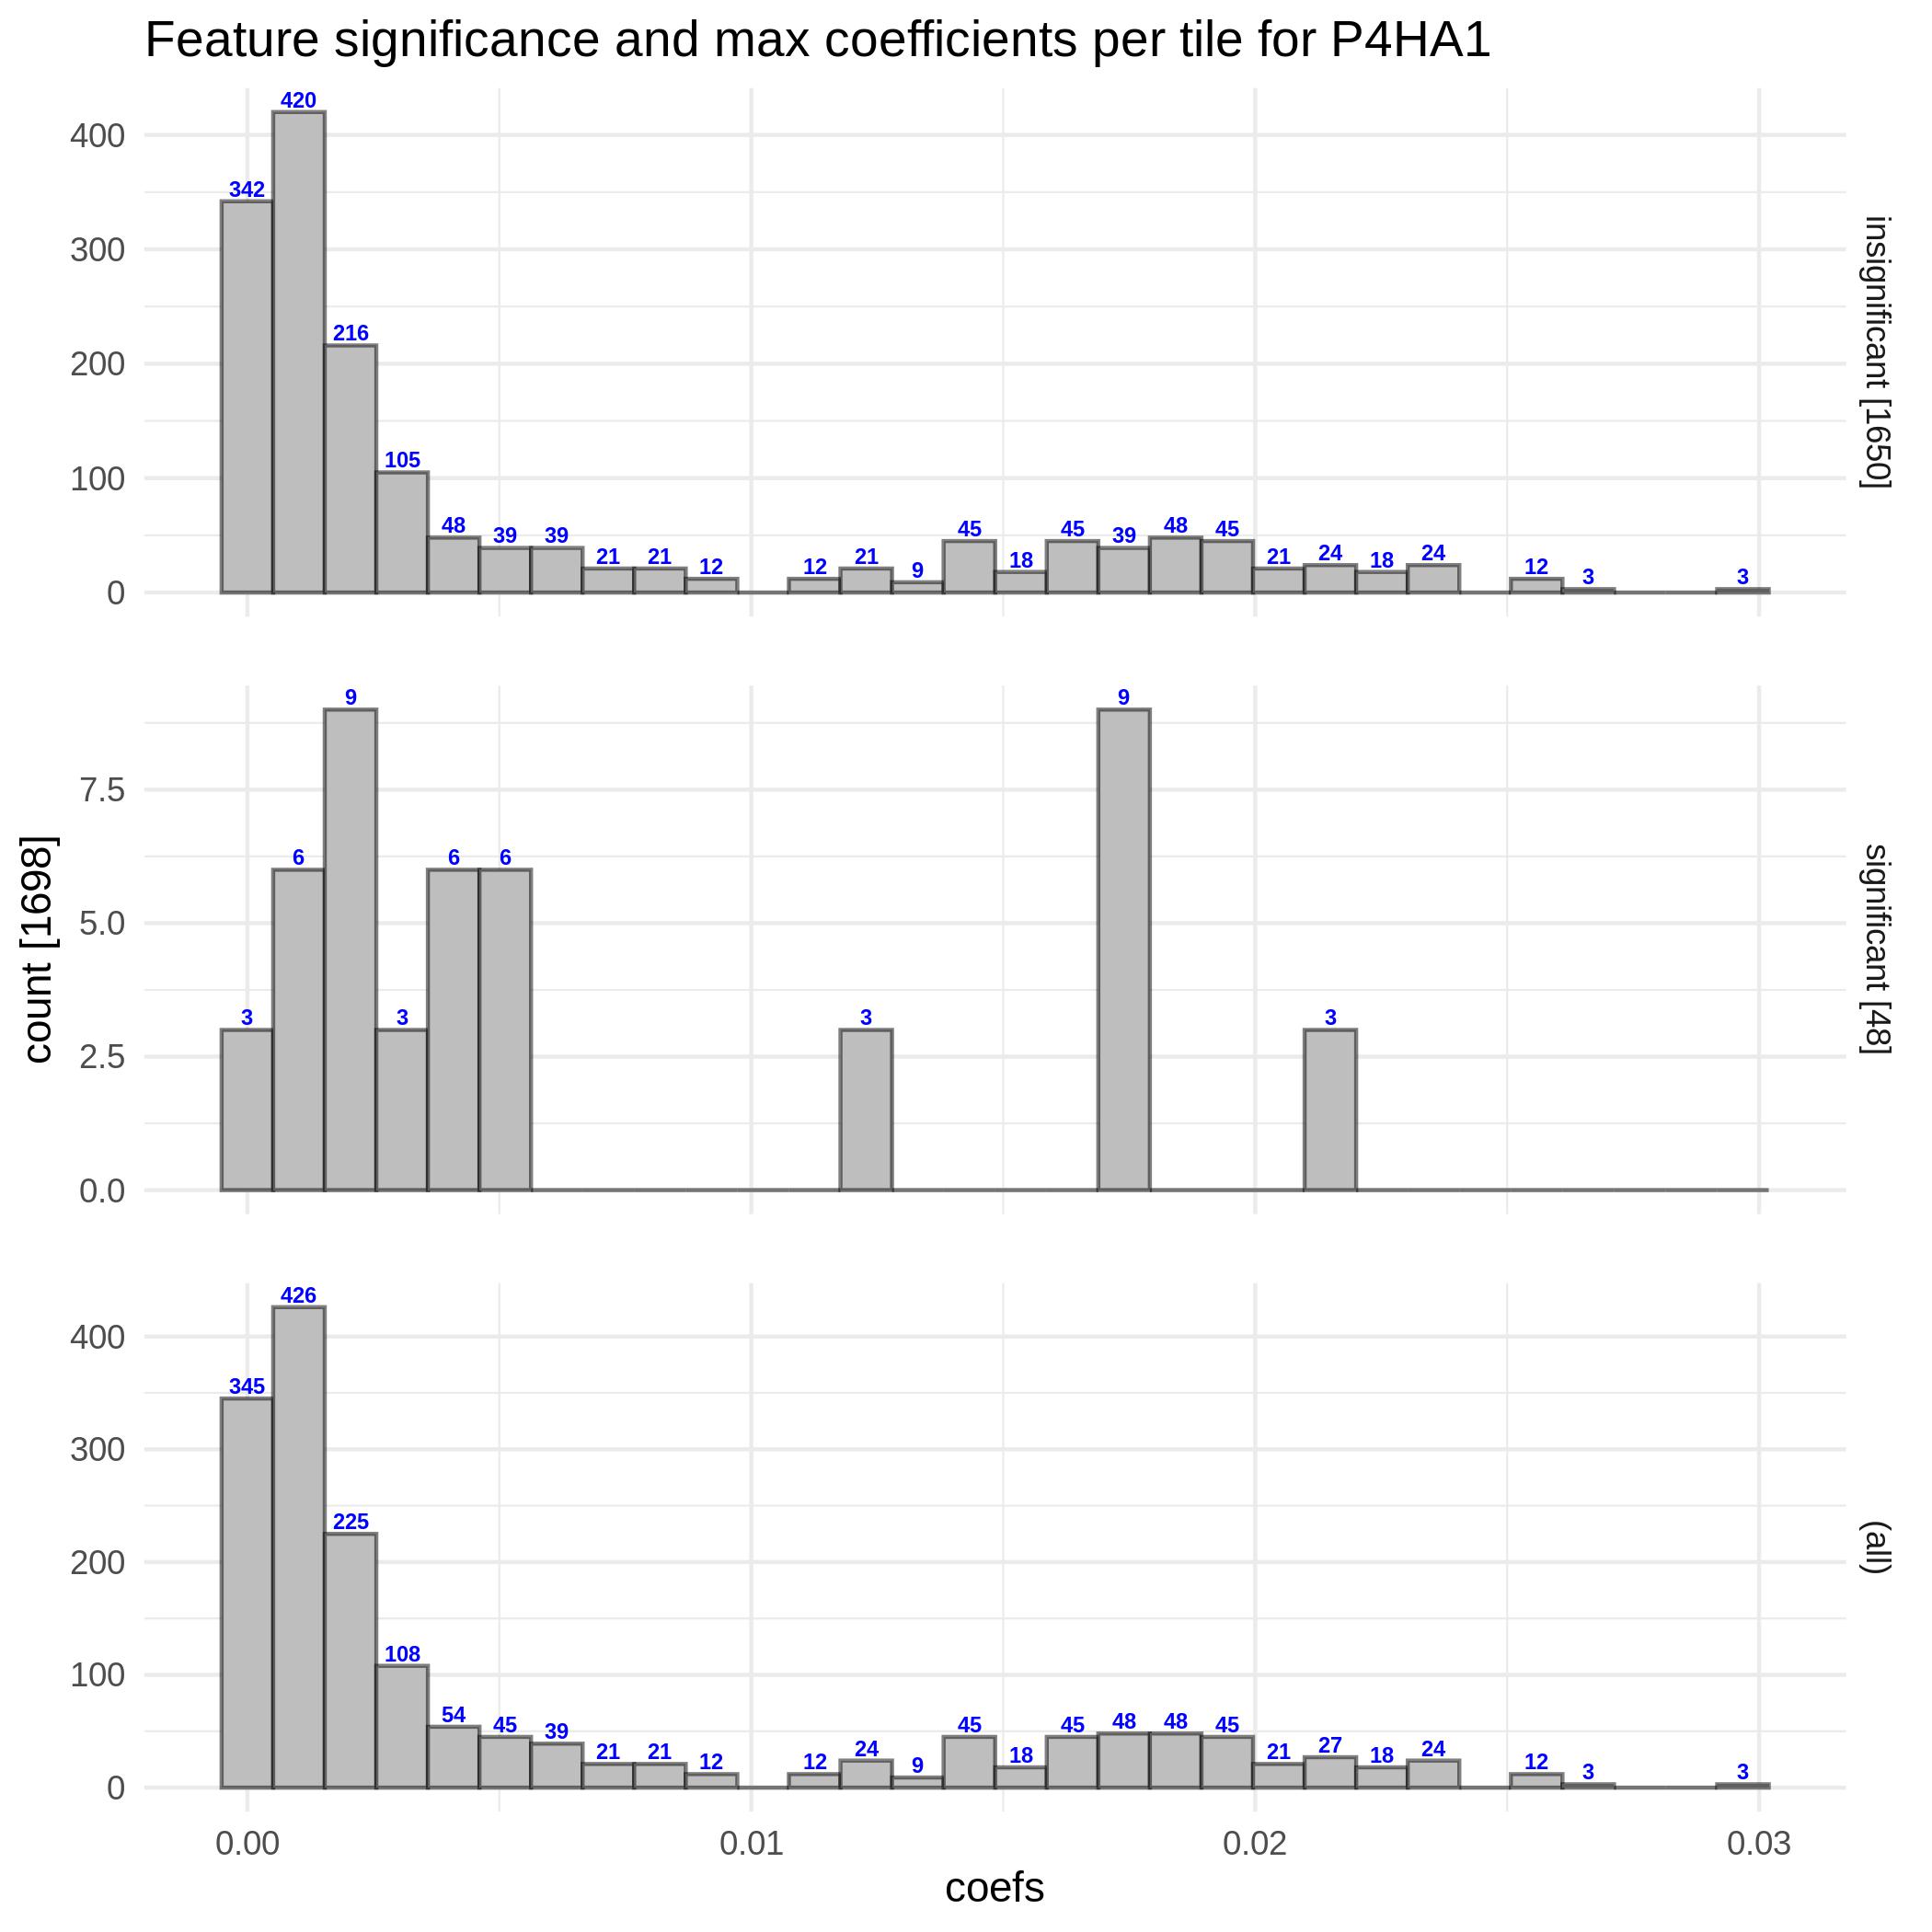 Feature significance and max coefficients per tile for P4HA1
420
400
342
300
216
200
105
100
48 39 39 21 21 12 12 21 9 45 18 45 39 48 45 21 24 18 24 12 3 3
0
insignificant [1650]
9 9
7.5
6 6 6
5.0
3 3 3 3
2.5
0.0
significant [48]
count [1698]
426
400
345
300
225
200
108
100
54 45 39 21 21 12 12 24 9 45 18 45 48 48 45 21 27 18 24 12 3 3
0
(all)
0.00 0.01 0.02 0.03
coefs